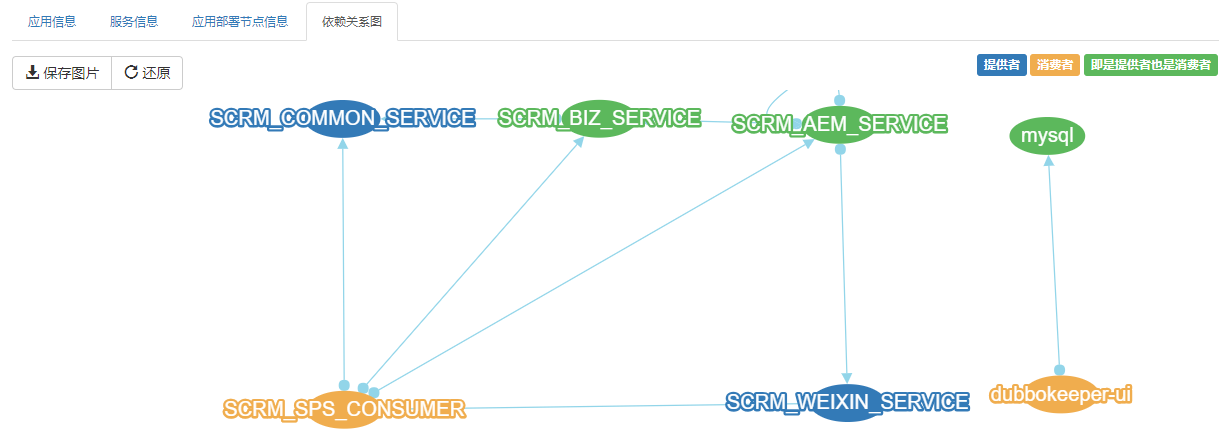 应用信息 服务信息 应用部署节点信息 依赖关系图
保存图片 还原 提供者 消费者 即是提供者也是消费者
SCRM_COMMON_SERVICE SCRM_BIZ_SERVICE SCRM_AEM_SERVICE mysql
SCRM_SPS_CONSUMER SCRM_WEIXIN_SERVICE dubbokeeper-ui